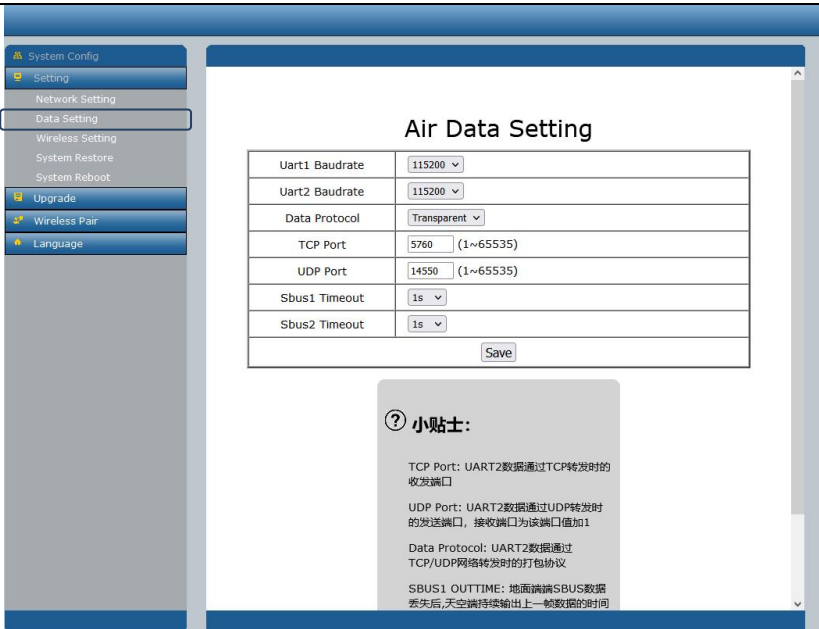 System Config
Setting
Network Setting
Data Setting
Wireless Setting
System Restore
System Reboot
Upgrade
Wireless Pair
Language
Air Data Setting
Uart1 Baudrate 115200
Uart2 Baudrate 115200
Data Protocol Transparent
TCP Port 5760 (1~65535)
UDP Port 14550 (1~65535)
Sbus1 Timeout 1s
Sbus2 Timeout 1s
Save
? 小贴士:
TCP Port: UART2数据通过TCP转发时的
收发端口
UDP Port: UART2数据通过UDP转发时
的发送端口，接收端口为该端口值加1
Data Protocol: UART2数据通过
TCP/UDP网络转发时的打包协议
SBUS1 OUTTIME: 地面端端SBUS数据
丢失后,天空端持续输出上一帧数据的时间